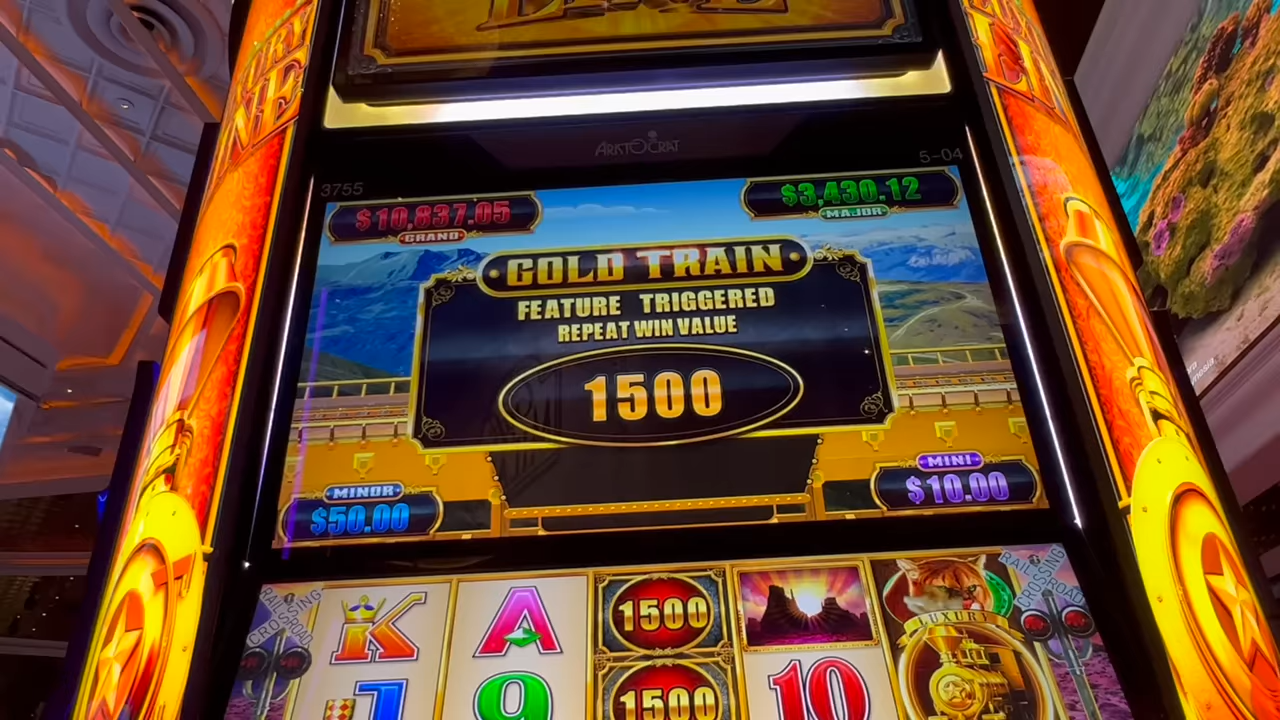 ARISTOCRAT
3755
5-04
$10,837.05
GRAND
$3,430.12
MAJOR
GOLD TRAIN
FEATURE TRIGGERED
REPEAT WIN VALUE
1500
MINOR
$50.00
MINI
$10.00
RAILROAD
CROSSING
K
A
1500
LUXURY
RAILROAD
CROSSING
J
9
1500
10